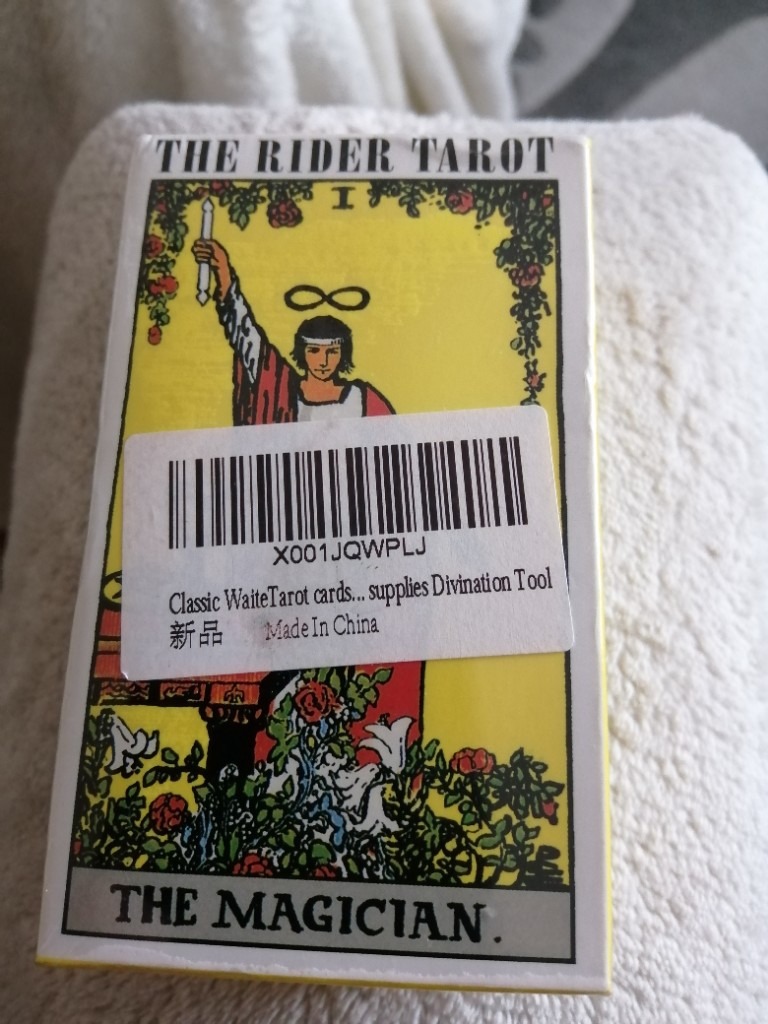 THE RIDER TAROT
I
X001JQWPLJ
Classic WaiteTarot cards... supplies Divination Tool
新品 Made In China
THE MAGICIAN.